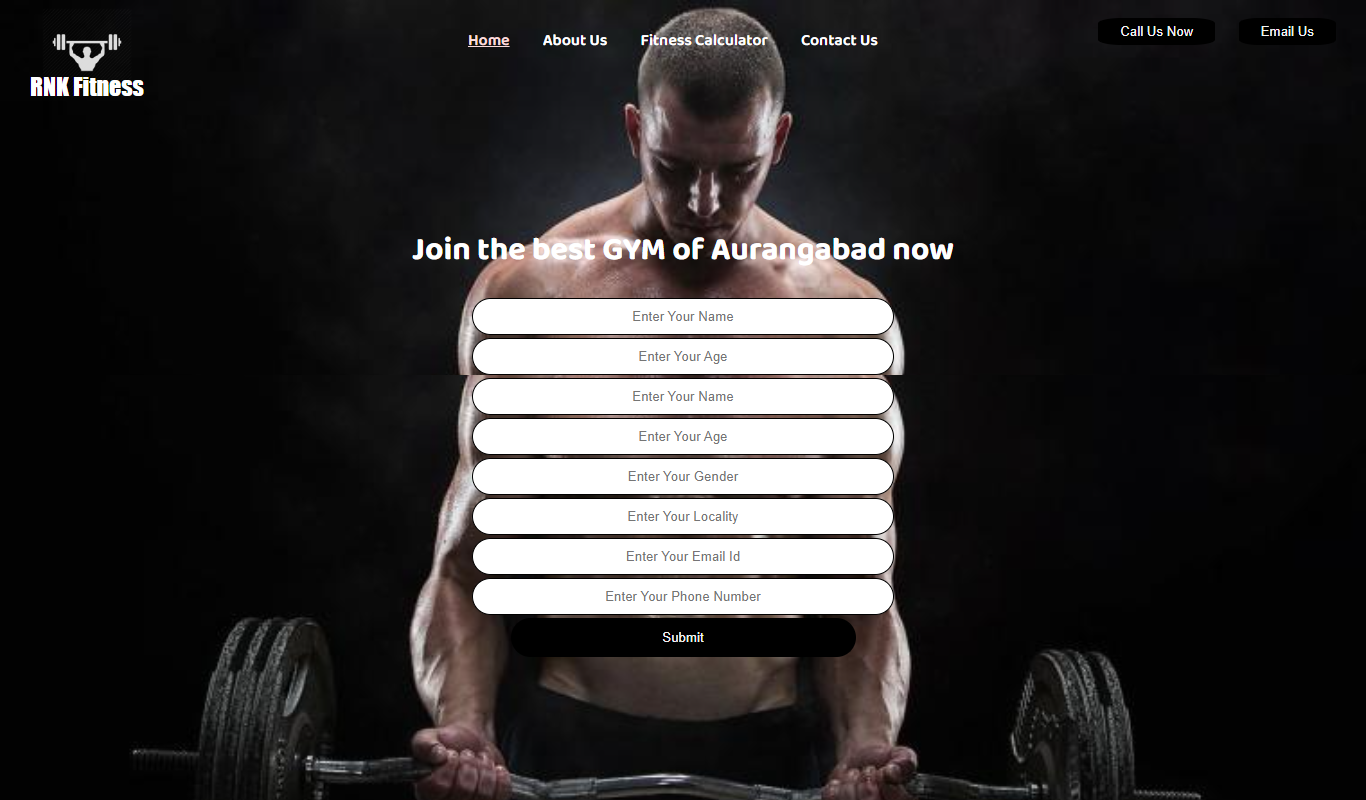 RNK Fitness
Home About Us Fitness Calculator Contact Us
Call Us Now Email Us
Join the best GYM of Aurangabad now
Enter Your Name
Enter Your Age
Enter Your Name
Enter Your Age
Enter Your Gender
Enter Your Locality
Enter Your Email Id
Enter Your Phone Number
Submit